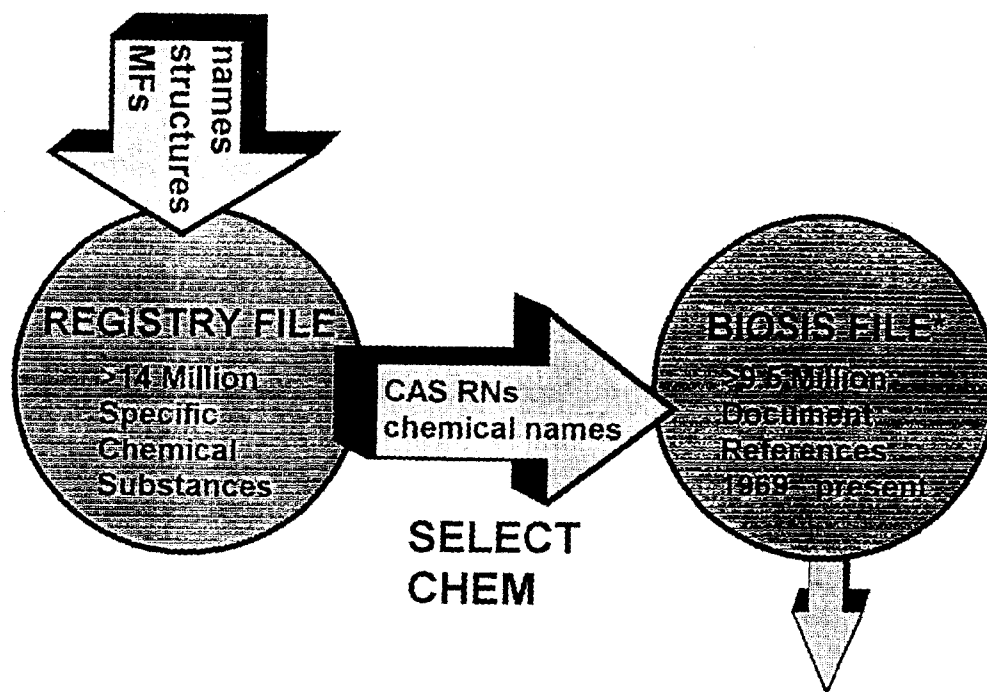 names
structures
MFs
REGISTRY FILE
>14 Million
Specific
Chemical
Substances
CAS RNs
chemical names
SELECT
CHEM
BIOSIS FILE*
>9.6 Million
Document
References
1969 - present